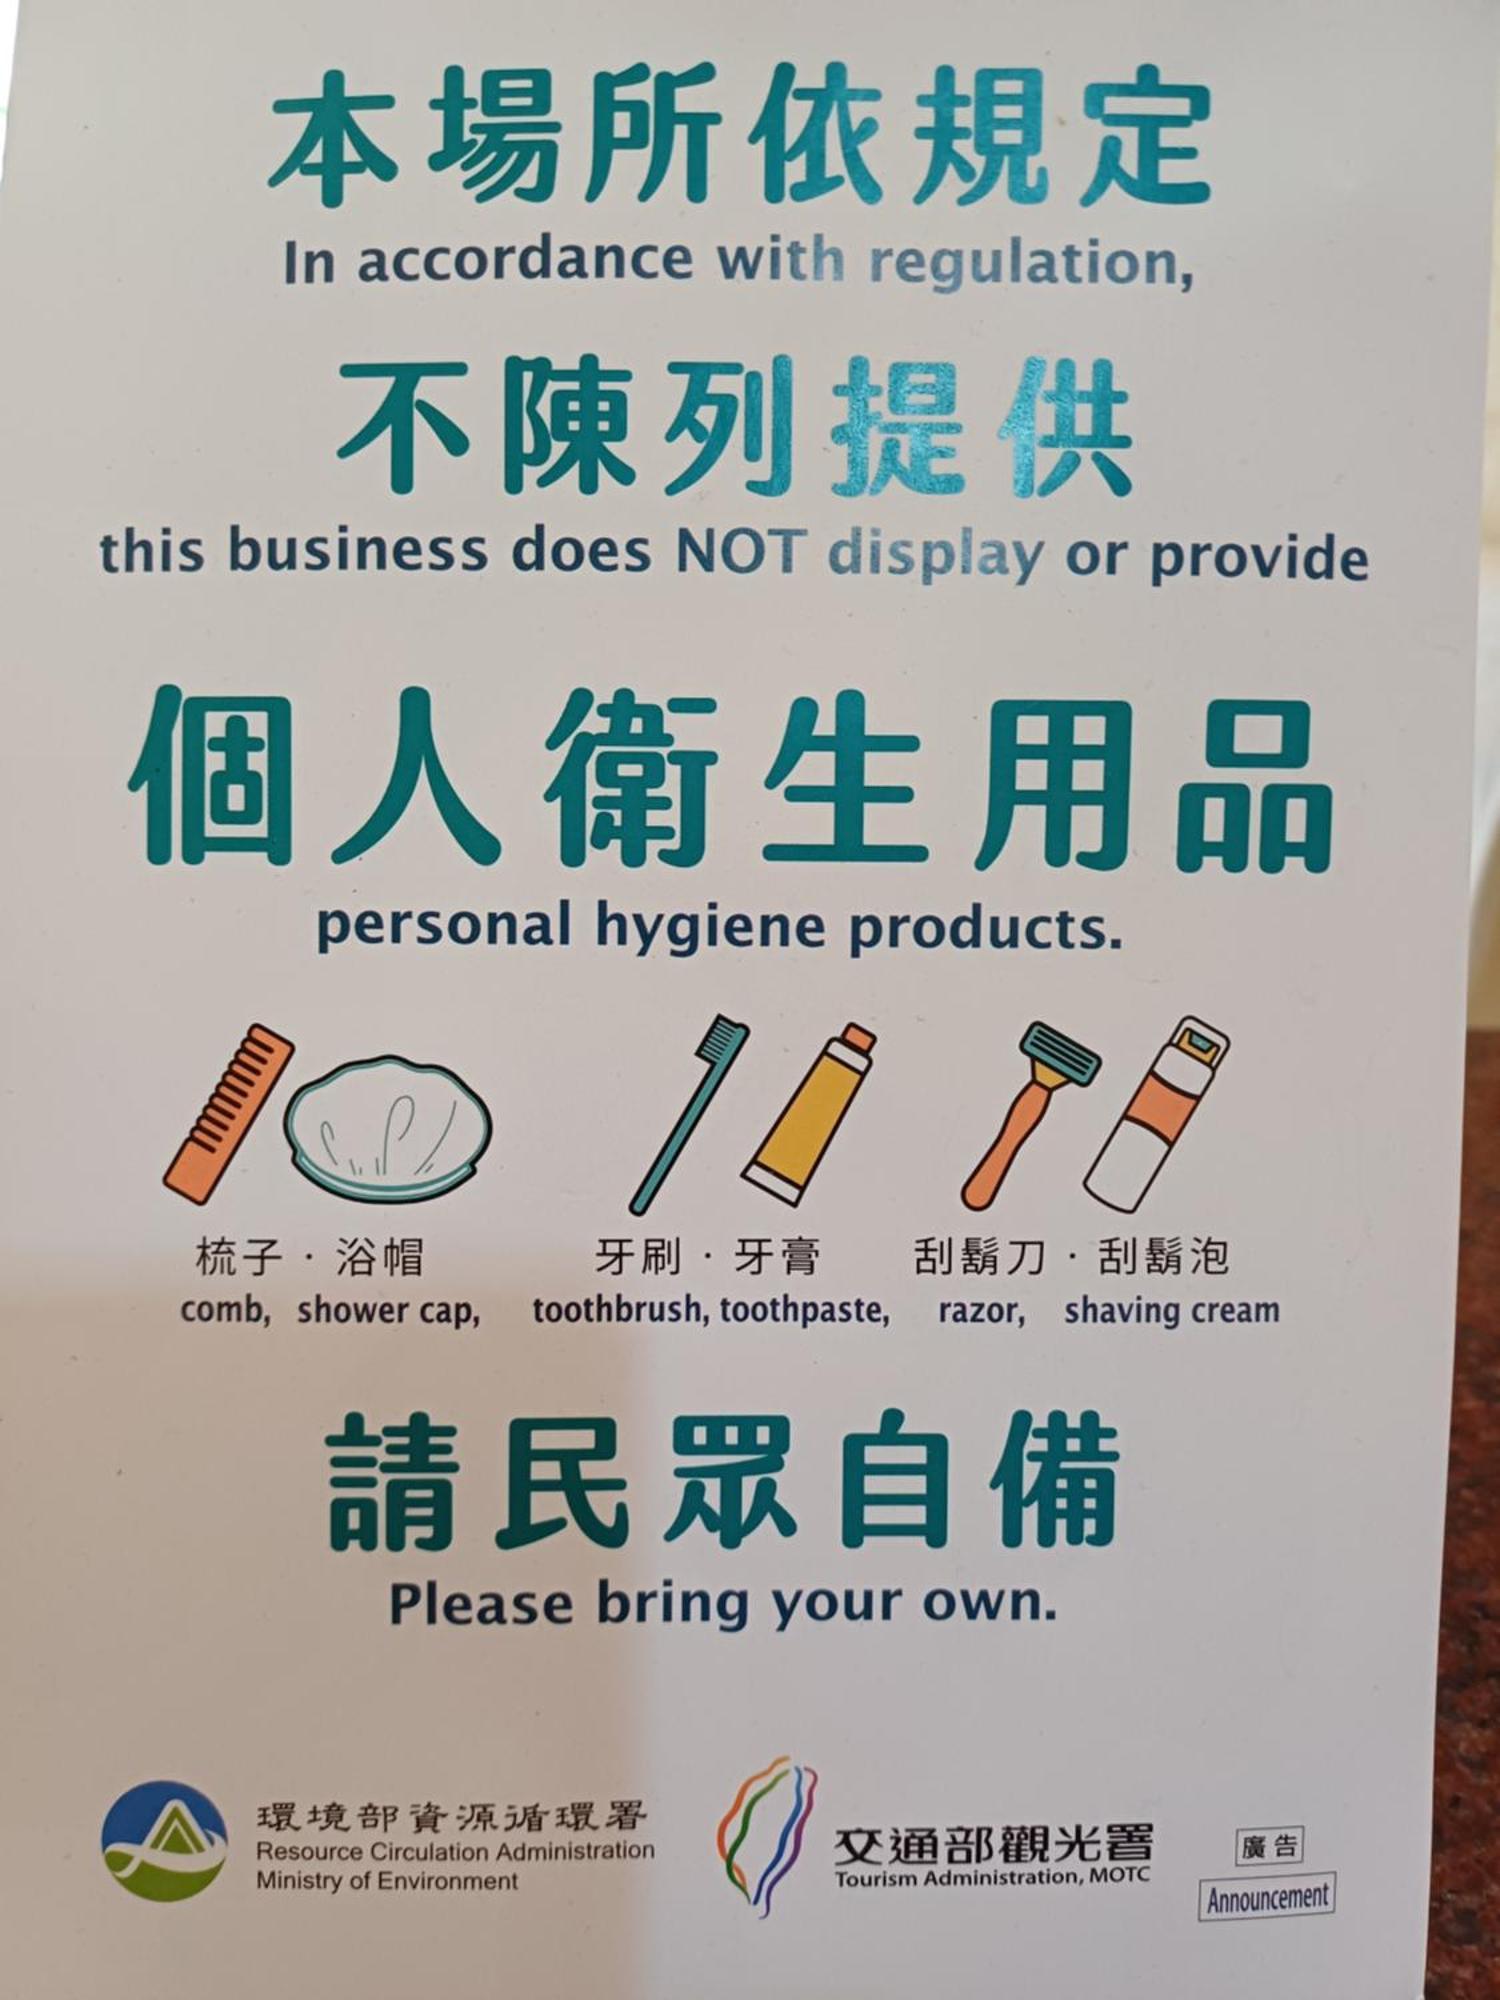 本場所依規定
In accordance with regulation,
不陳列提供
this business does NOT display or provide
個人衛生用品
personal hygiene products.
梳子·浴帽 牙刷·牙膏 刮鬍刀·刮鬍泡
comb, shower cap, toothbrush, toothpaste, razor, shaving cream
請民眾自備
Please bring your own.
環境部資源循環署
Resource Circulation Administration
Ministry of Environment
交通部觀光署
Tourism Administration, MOTC
廣告
Announcement